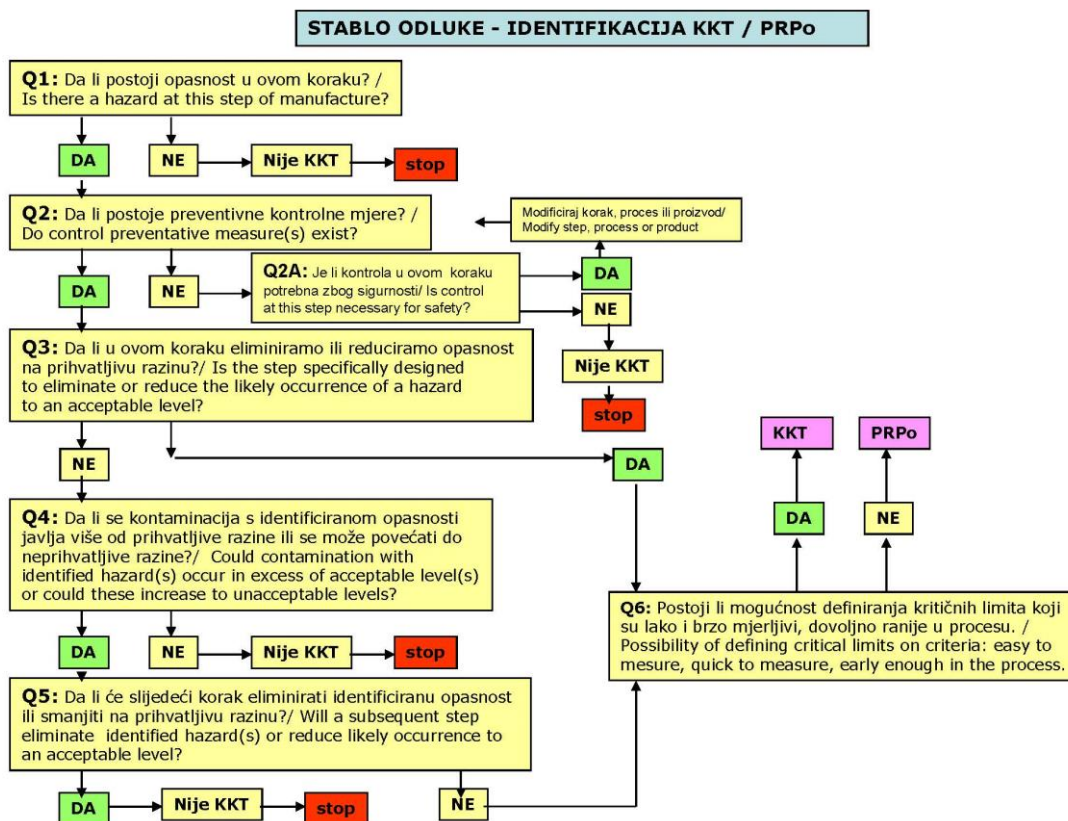 STABLO ODLUKE - IDENTIFIKACIJA KKT / PRPo
Q1: Da li postoji opasnost u ovom koraku? /
Is there a hazard at this step of manufacture?
DA
NE
Nije KKT
stop
Q2: Da li postoje preventivne kontrolne mjere? /
Do control preventative measure(s) exist?
Modificiraj korak, proces ili proizvod/
Modify step, process or product
DA
NE
Q2A: Je li kontrola u ovom koraku
potrebna zbog sigurnosti/ Is control
at this step necessary for safety?
DA
NE
Nije KKT
stop
Q3: Da li u ovom koraku eliminiramo ili reduciramo opasnost
na prihvatljivu razinu?/ Is the step specifically designed
to eliminate or reduce the likely occurrence of a hazard
to an acceptable level?
NE
DA
KKT
PRPo
DA
NE
Q4: Da li se kontaminacija s identificiranom opasnosti
javlja više od prihvatljive razine ili se može povećati do
neprihvatljive razine?/ Could contamination with
identified hazard(s) occur in excess of acceptable level(s)
or could these increase to unacceptable levels?
DA
NE
Nije KKT
stop
Q6: Postoji li mogućnost definiranja kritičnih limita koji
su lako i brzo mjerljivi, dovoljno ranije u procesu. /
Possibility of defining critical limits on criteria: easy to
mesure, quick to measure, early enough in the process.
Q5: Da li će slijedeći korak eliminirati identificiranu opasnost
ili smanjiti na prihvatljivu razinu?/ Will a subsequent step
eliminate identified hazard(s) or reduce likely occurrence to
an acceptable level?
DA
Nije KKT
stop
NE